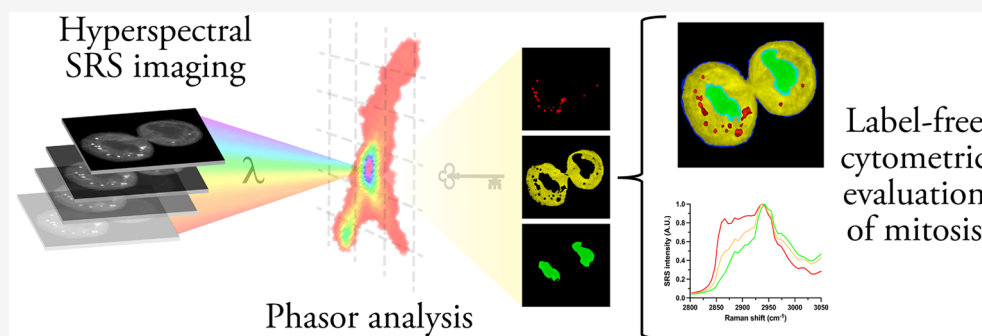 Hyperspectral
SRS imaging
λ
Phasor analysis
SRS intensity (A.U.)
1.0
0.8
0.6
0.4
0.2
0.0
2800 2850 2900 2950 3000 3050
Raman shift (cm⁻¹)
Label-free
cytometric
evaluation
of mitosis